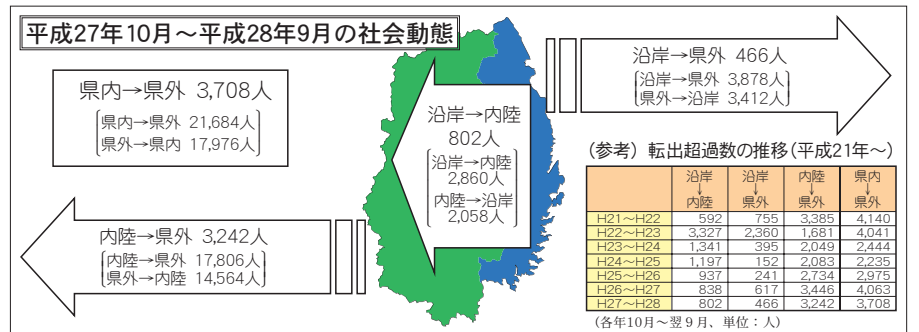 平成27年10月～平成28年9月の社会動態
県内→県外 3,708人
県内→県外 21,684人
県外→県内 17,976人
沿岸→内陸
802人
沿岸→内陸
2,860人
内陸→沿岸
2,058人
沿岸→県外 466人
沿岸→県外 3,878人
県外→沿岸 3,412人
内陸→県外 3,242人
内陸→県外 17,806人
県外→内陸 14,564人
(参考) 転出超過数の推移(平成21年～)
沿岸→内陸 沿岸→県外 内陸→県外 県内→県外
H21～H22 592 755 3,385 4,140
H22～H23 3,327 2,360 1,681 4,041
H23～H24 1,341 395 2,049 2,444
H24～H25 1,197 152 2,083 2,235
H25～H26 937 241 2,734 2,975
H26～H27 838 617 3,446 4,063
H27～H28 802 466 3,242 3,708
(各年10月～翌9月、単位：人)